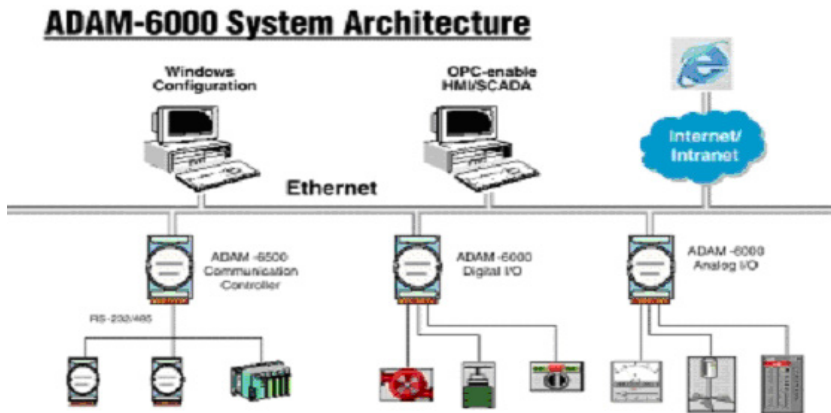 ADAM-6000 System Architecture
Windows
Configuration
OPC-enable
HMI/SCADA
Internet/
Intranet
Ethernet
ADAM -6500
Communication
Controller
ADAM -6000
Digital I/O
ADAM -6000
Analog I/O
RS-232/485